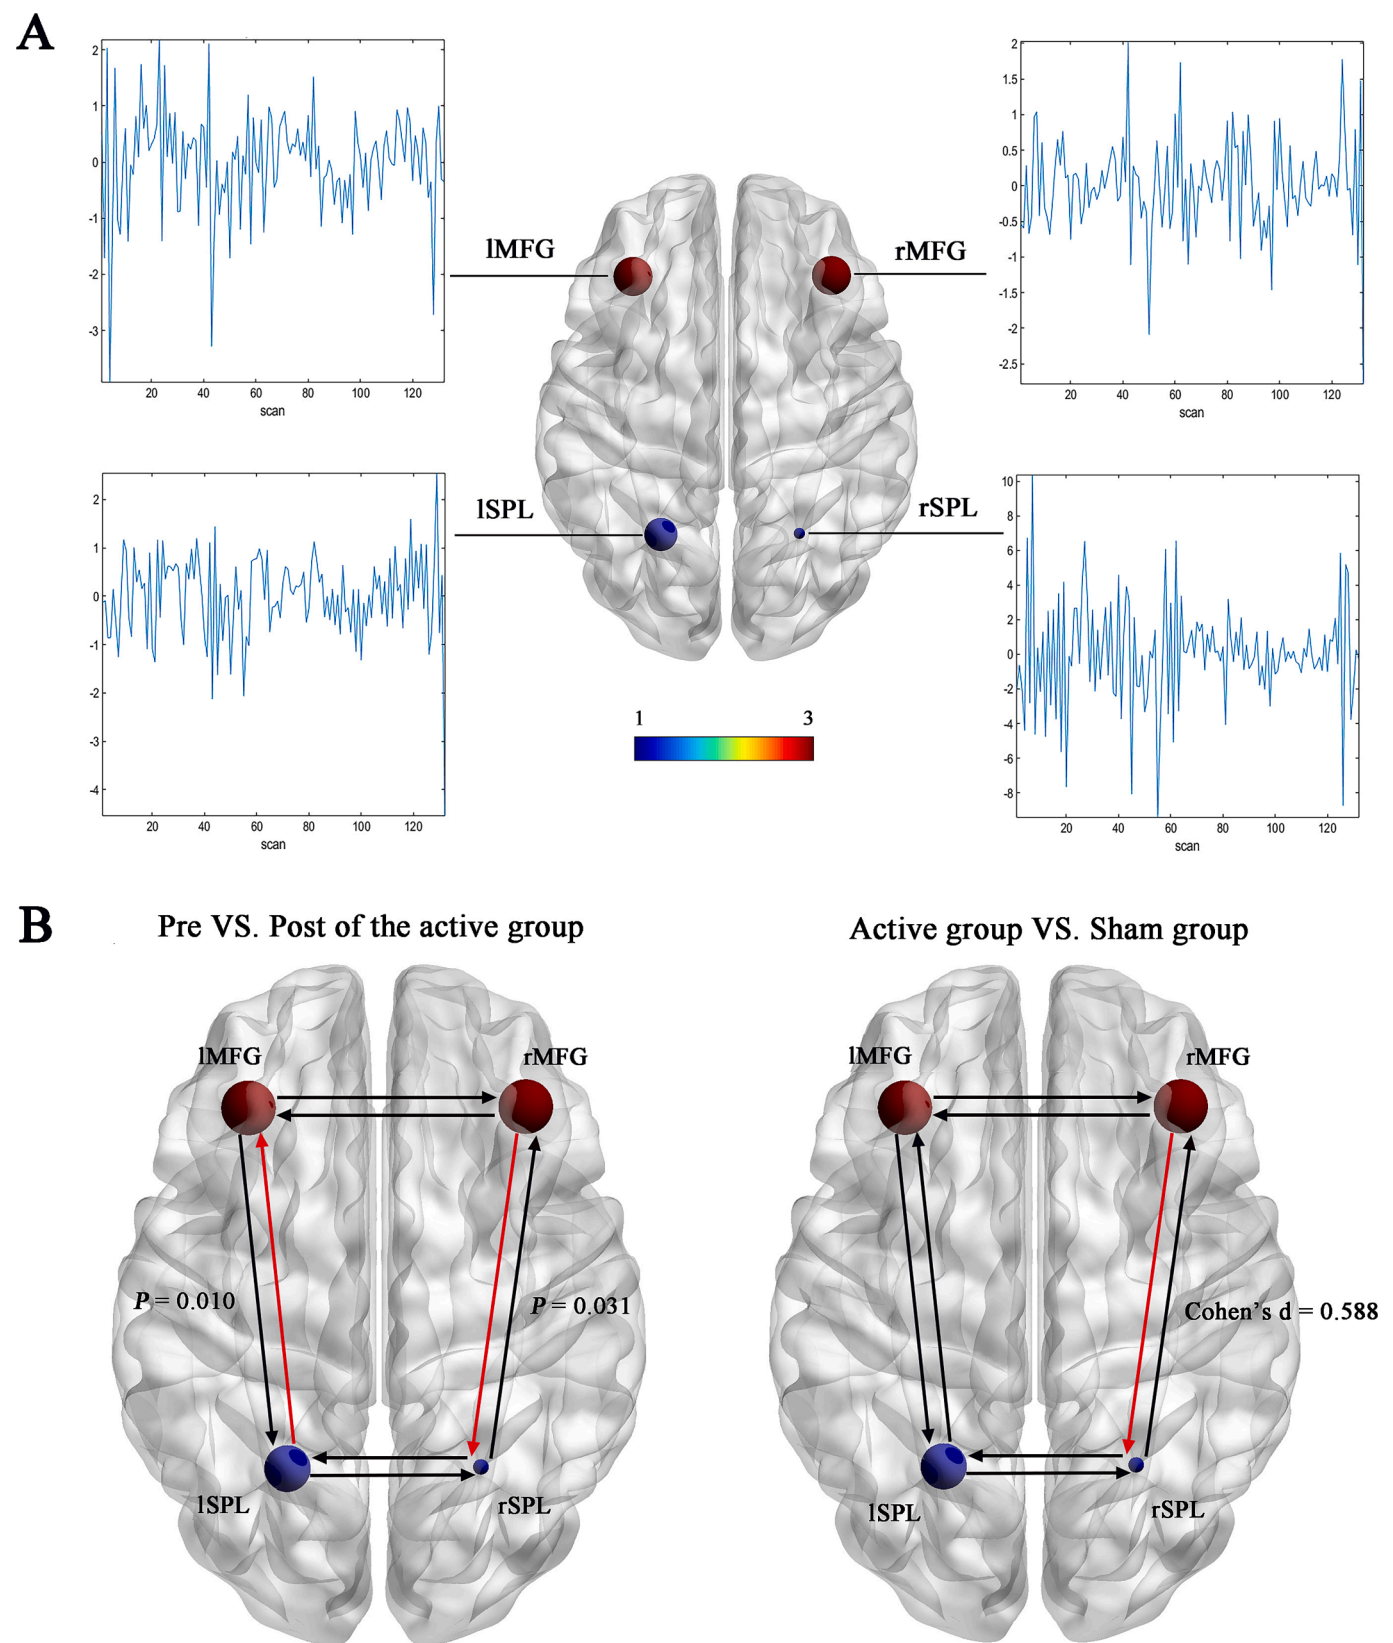 A
2
1
0
-1
-2
-3
20 40 60 80 100 120
scan
2
1.5
1
0.5
0
-0.5
-1
-1.5
-2
-2.5
20 40 60 80 100 120
scan
lMFG
rMFG
lSPL
rSPL
2
1
0
-1
-2
-3
-4
20 40 60 80 100 120
scan
10
8
6
4
2
0
-2
-4
-6
-8
20 40 60 80 100 120
scan
1 3
B
Pre VS. Post of the active group
lMFG rMFG
P = 0.010 P = 0.031
lSPL rSPL
Active group VS. Sham group
lMFG rMFG
Cohen's d = 0.588
lSPL rSPL